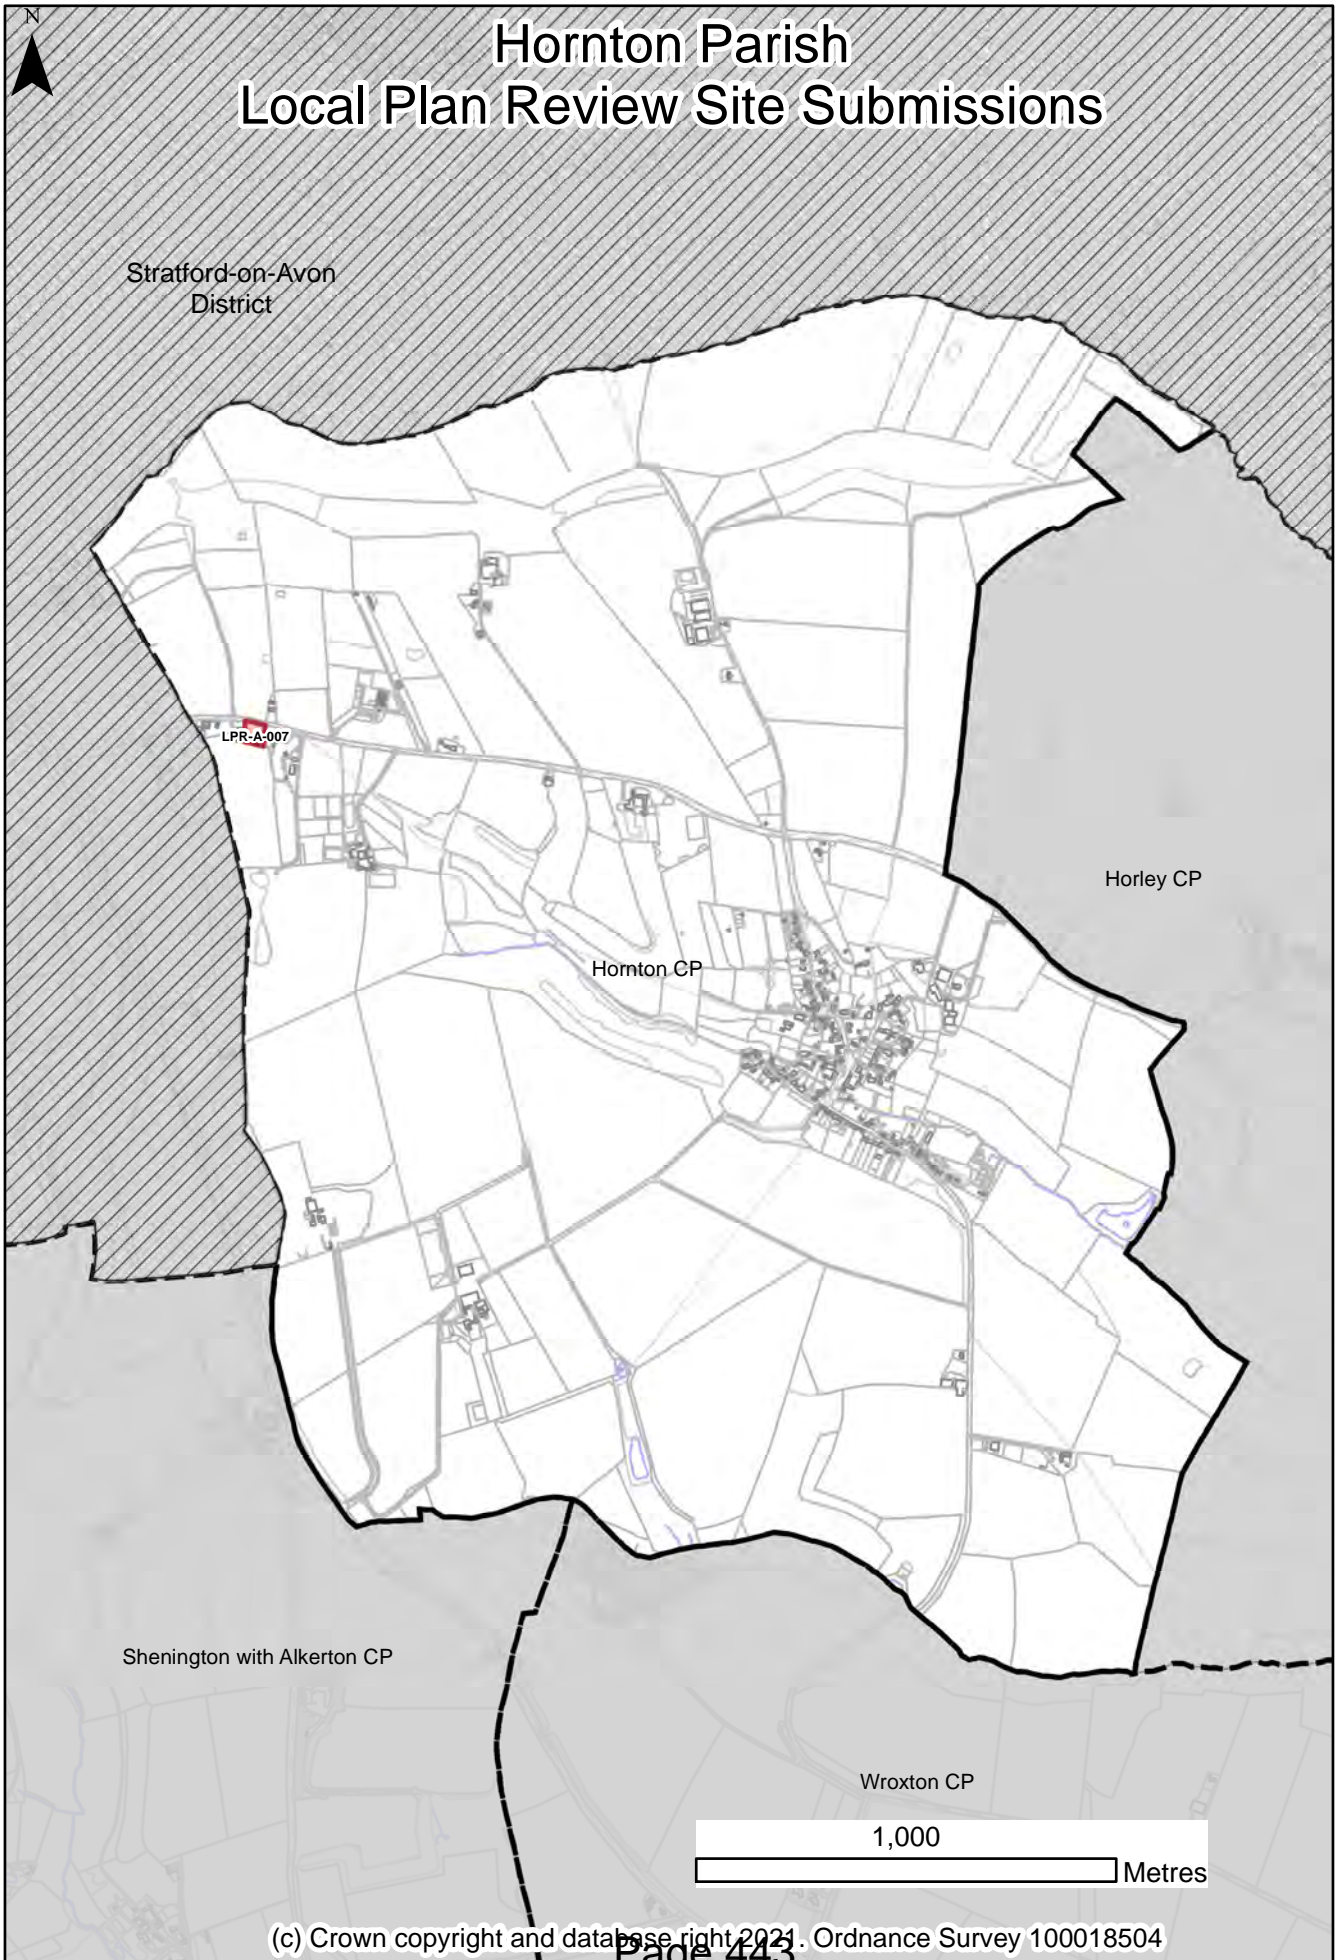 N
Hornton Parish
Local Plan Review Site Submissions
Stratford-on-Avon
District
LPR-A-007
Horley CP
Hornton CP
Shenington with Alkerton CP
Wroxton CP
1,000
Metres
(c) Crown copyright and database right 2021. Ordnance Survey 100018504
Page 443